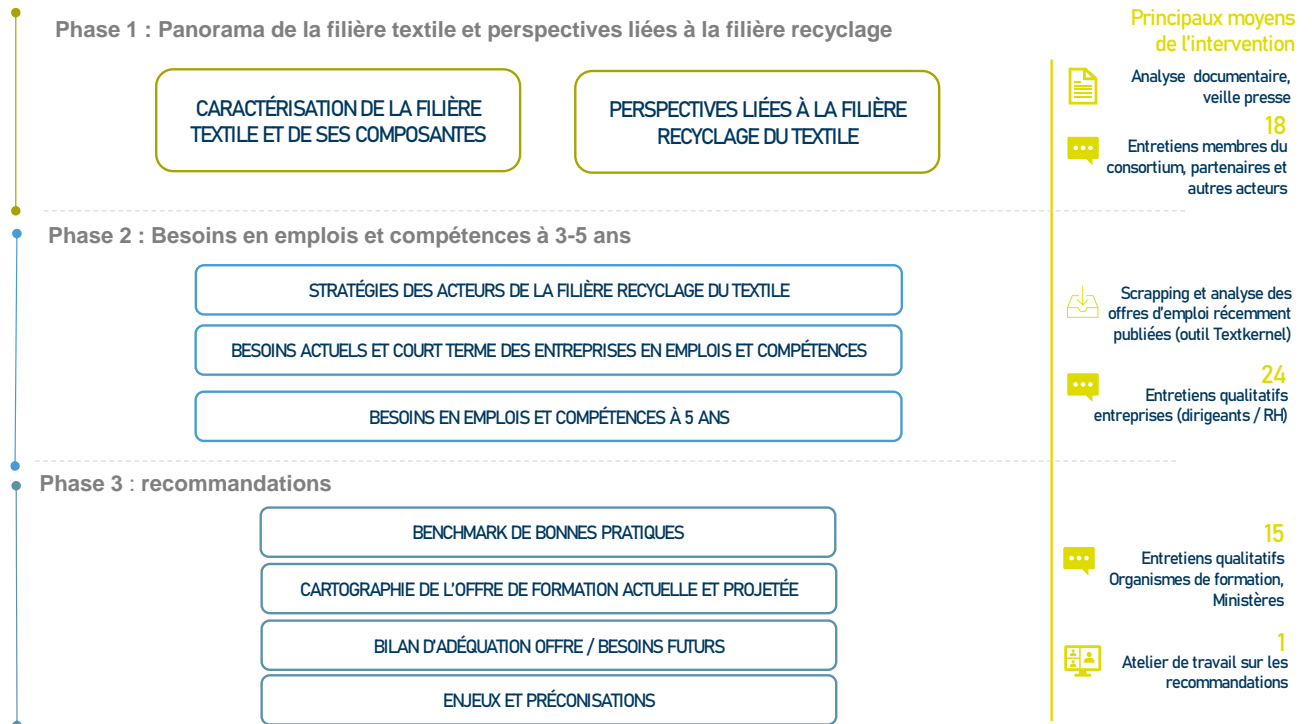 Phase 1 : Panorama de la filière textile et perspectives liées à la filière recyclage
CARACTÉRISATION DE LA FILIÈRE
TEXTILE ET DE SES COMPOSANTES
PERSPECTIVES LIÉES À LA FILIÈRE
RECYCLAGE DU TEXTILE
Principaux moyens
de l'intervention
Analyse documentaire,
veille presse
18
Entretiens membres du
consortium, partenaires et
autres acteurs
Phase 2 : Besoins en emplois et compétences à 3-5 ans
STRATÉGIES DES ACTEURS DE LA FILIÈRE RECYCLAGE DU TEXTILE
BESOINS ACTUELS ET COURT TERME DES ENTREPRISES EN EMPLOIS ET COMPÉTENCES
BESOINS EN EMPLOIS ET COMPÉTENCES À 5 ANS
Scrapping et analyse des
offres d'emploi récemment
publiées (outil Textkernel)
24
Entretiens qualitatifs
entreprises (dirigeants / RH)
Phase 3 : recommandations
BENCHMARK DE BONNES PRATIQUES
CARTOGRAPHIE DE L'OFFRE DE FORMATION ACTUELLE ET PROJETÉE
BILAN D'ADÉQUATION OFFRE / BESOINS FUTURS
ENJEUX ET PRÉCONISATIONS
15
Entretiens qualitatifs
Organismes de formation,
Ministères
1
Atelier de travail sur les
recommandations